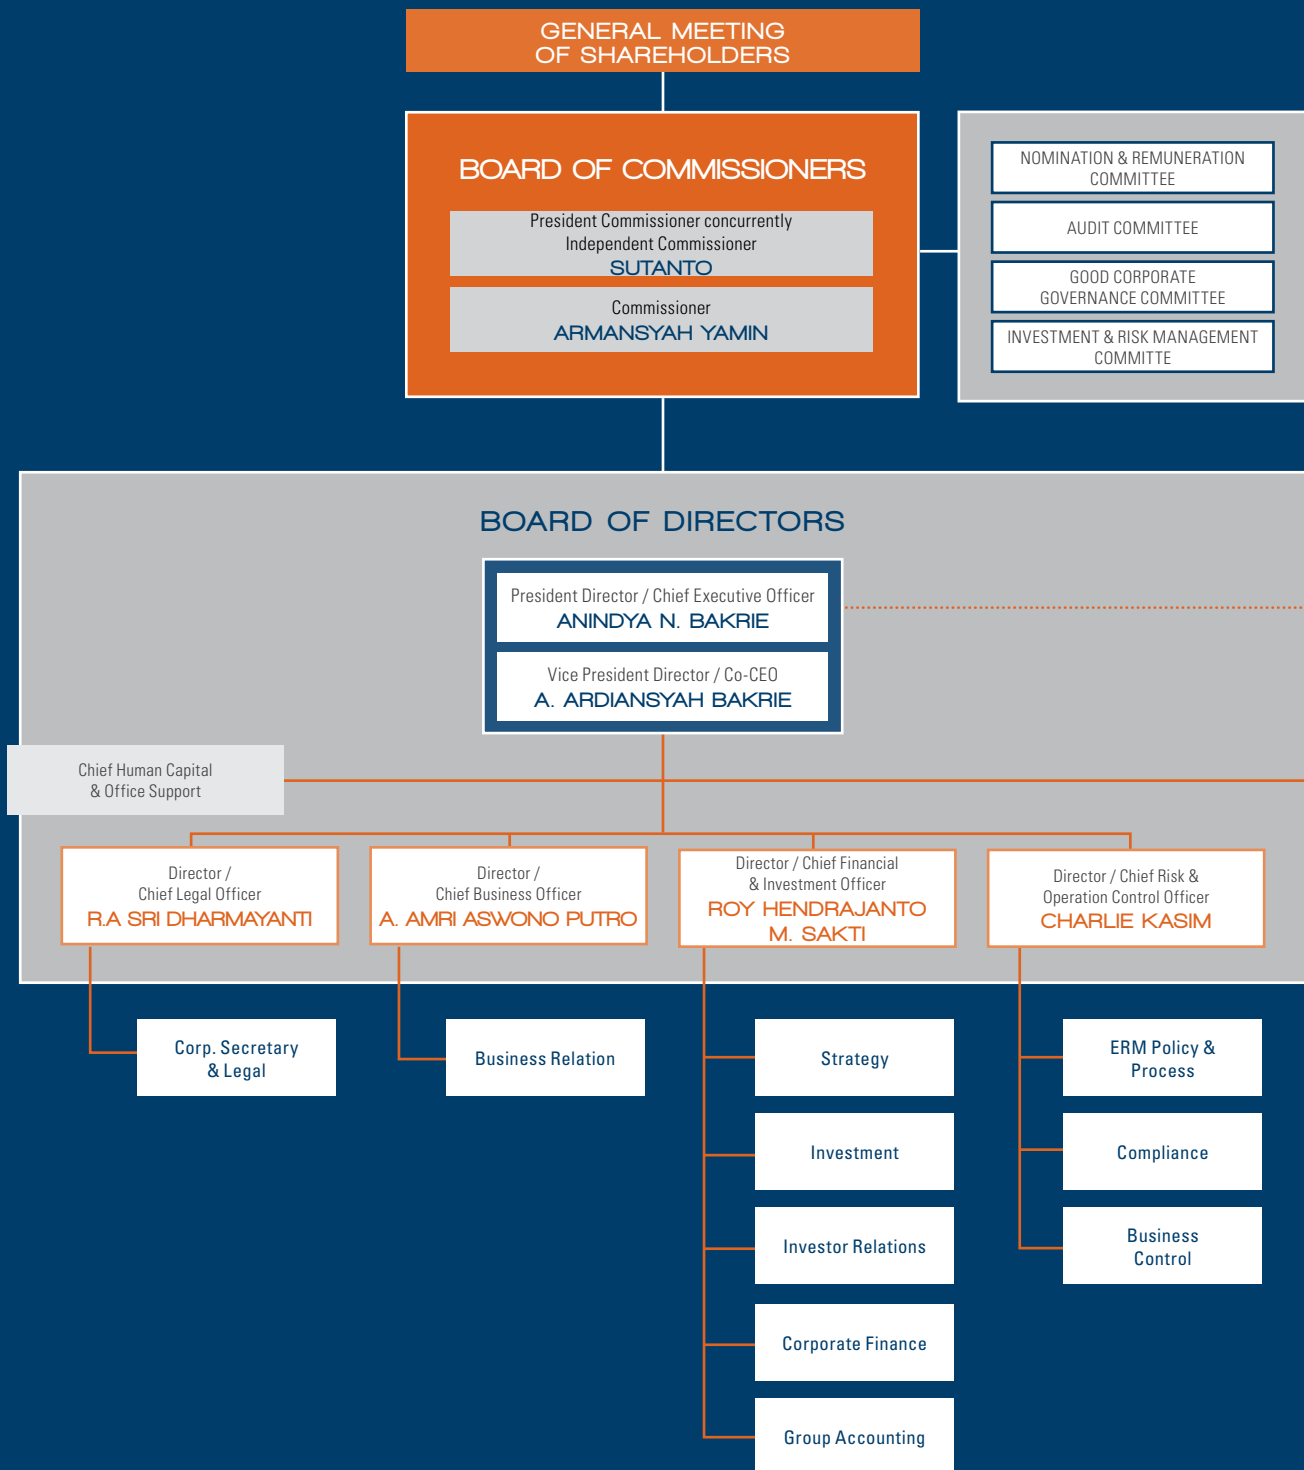 GENERAL MEETING
OF SHAREHOLDERS
BOARD OF COMMISSIONERS
President Commissioner concurrently
Independent Commissioner
SUTANTO
Commissioner
ARMANSYAH YAMIN
NOMINATION & REMUNERATION
COMMITTEE
AUDIT COMMITTEE
GOOD CORPORATE
GOVERNANCE COMMITTEE
INVESTMENT & RISK MANAGEMENT
COMMITTE
BOARD OF DIRECTORS
President Director / Chief Executive Officer
ANINDYA N. BAKRIE
Vice President Director / Co-CEO
A. ARDIANSYAH BAKRIE
Chief Human Capital
& Office Support
Director /
Chief Legal Officer
R.A SRI DHARMAYANTI
Director /
Chief Business Officer
A. AMRI ASWONO PUTRO
Director / Chief Financial
& Investment Officer
ROY HENDRAJANTO
M. SAKTI
Director / Chief Risk &
Operation Control Officer
CHARLIE KASIM
Corp. Secretary
& Legal
Business Relation
Strategy
Investment
Investor Relations
Corporate Finance
Group Accounting
ERM Policy &
Process
Compliance
Business
Control